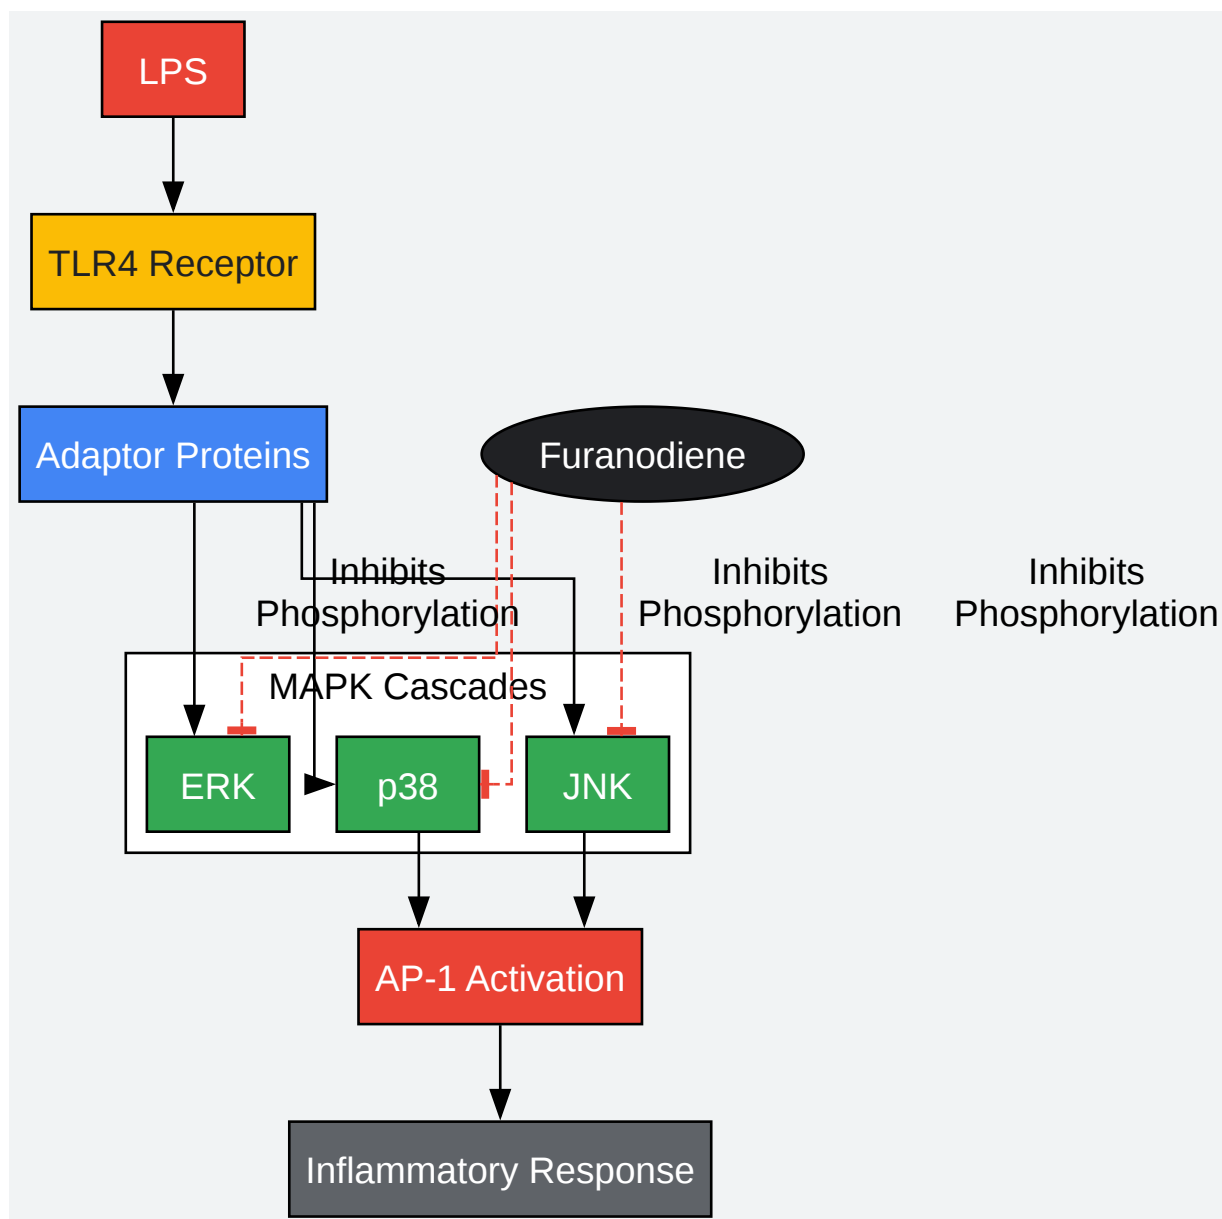 LPS
TLR4 Receptor
Adaptor Proteins
Furanodiene
Inhibits
Phosphorylation
Inhibits
Phosphorylation
Inhibits
Phosphorylation
MAPK Cascades
ERK
p38
JNK
AP-1 Activation
Inflammatory Response